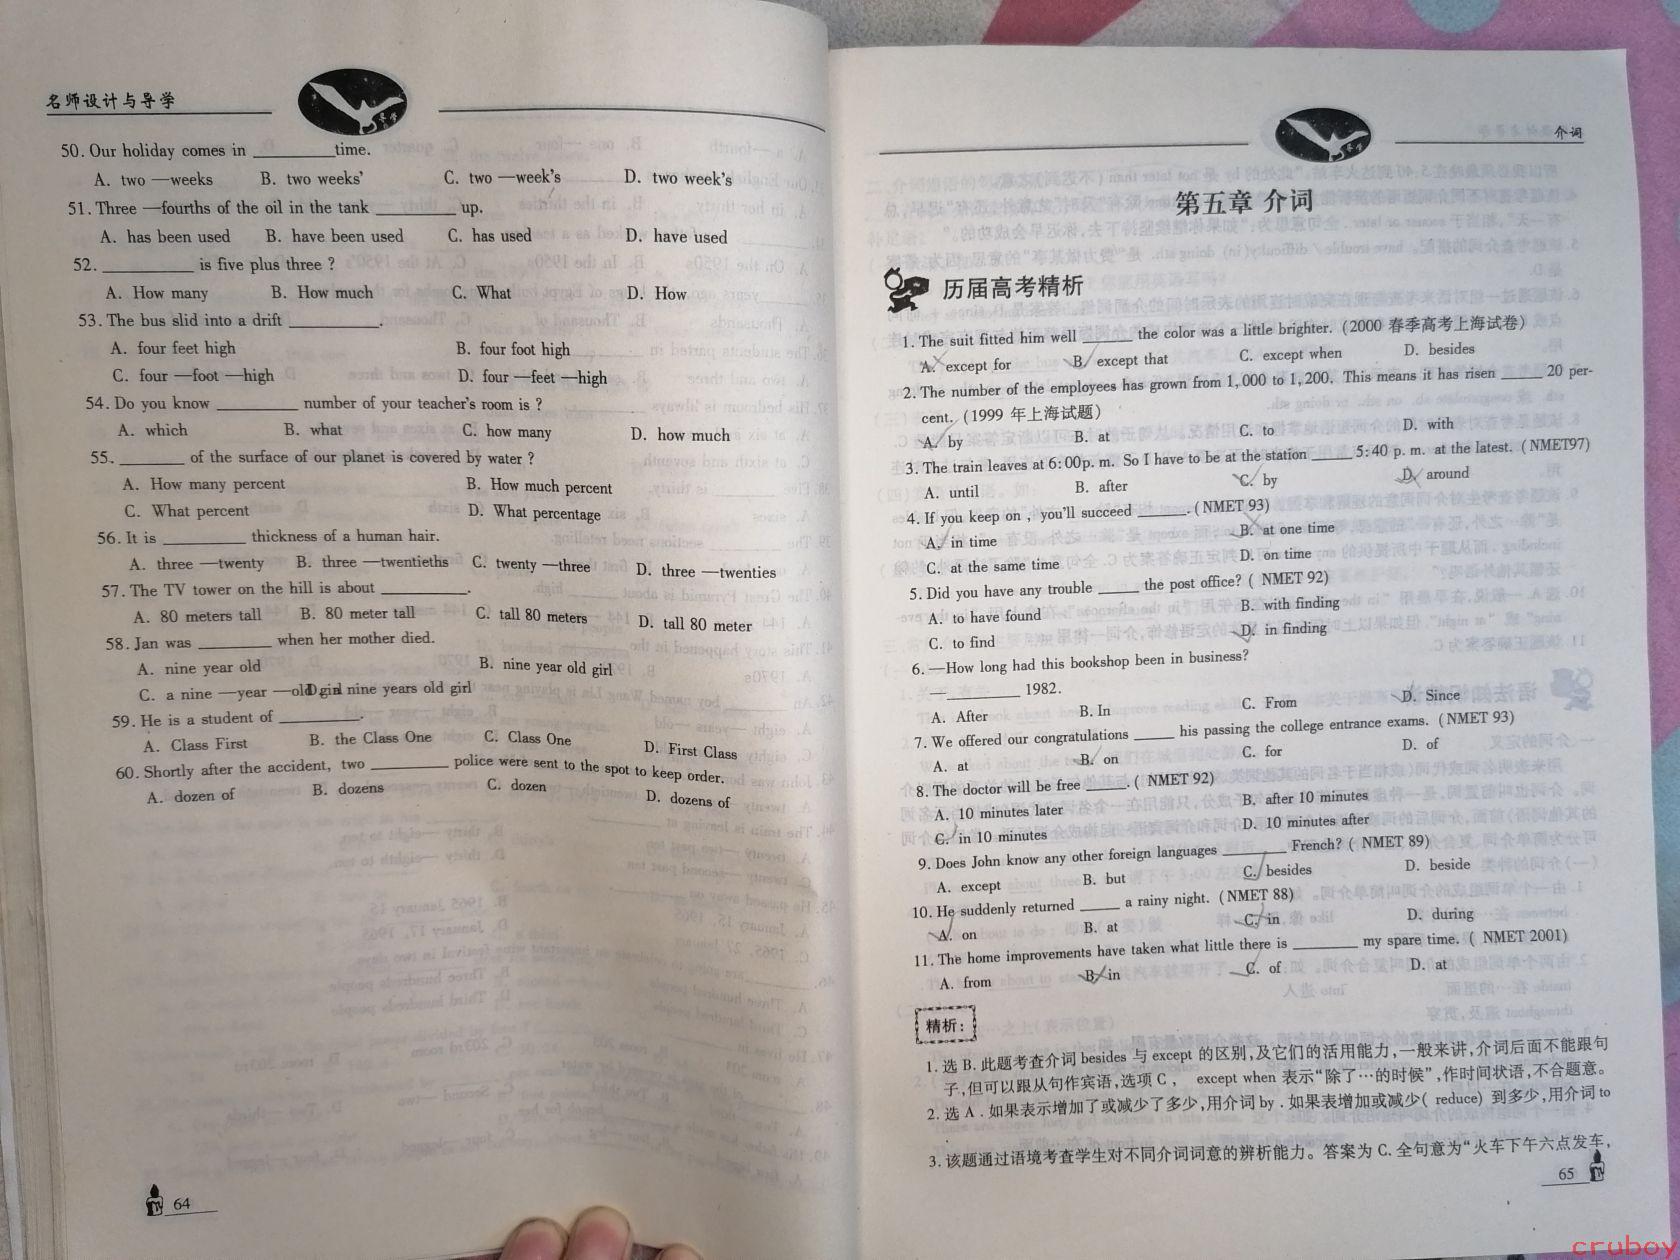 名师设计与导学
50. Our holiday comes in ________time.
A. two —weeks B. two weeks' C. two —week's D. two week's
51. Three —fourths of the oil in the tank ________ up.
A. has been used B. have been used C. has used D. have used
52. ________ is five plus three ?
A. How many B. How much C. What D. How
53. The bus slid into a drift ________.
A. four feet high B. four foot high
C. four —foot —high D. four —feet —high
54. Do you know ________ number of your teacher's room is ?
A. which B. what C. how many D. how much
55. ________ of the surface of our planet is covered by water ?
A. How many percent B. How much percent
C. What percent D. What percentage
56. It is ________ thickness of a human hair.
A. three —twenty B. three —twentieths C. twenty —three D. three —twenties
57. The TV tower on the hill is about ________.
A. 80 meters tall B. 80 meter tall C. tall 80 meters D. tall 80 meter
58. Jan was ________ when her mother died.
A. nine year old B. nine year old girl
C. a nine —year —old girl D. a nine years old girl
59. He is a student of ________.
A. Class First B. the Class One C. Class One D. First Class
60. Shortly after the accident, two ________ police were sent to the spot to keep order.
A. dozen of B. dozens C. dozen D. dozens of
64
介词
第五章 介词
历届高考精析
1. The suit fitted him well _____ the color was a little brighter. (2000 春季高考上海试卷)
A. except for B. except that C. except when D. besides
2. The number of the employees has grown from 1,000 to 1,200. This means it has risen ____ 20 per-
cent. (1999 年上海试题)
A. by B. at C. to D. with
3. The train leaves at 6:00p. m. So I have to be at the station ____ 5:40 p. m. at the latest. (NMET97)
A. until B. after C. by D. around
4. If you keep on , you'll succeed _____. (NMET 93)
A. in time B. at one time
C. at the same time D. on time
5. Did you have any trouble ____ the post office? ( NMET 92)
A. to have found B. with finding
C. to find D. in finding
6. —How long had this bookshop been in business?
—________ 1982.
A. After B. In C. From D. Since
7. We offered our congratulations ____ his passing the college entrance exams. (NMET 93)
A. at B. on C. for D. of
8. The doctor will be free ____. ( NMET 92)
A. 10 minutes later B. after 10 minutes
C. in 10 minutes D. 10 minutes after
9. Does John know any other foreign languages ______ French? ( NMET 89)
A. except B. but C. besides D. beside
10. He suddenly returned ____ a rainy night. (NMET 88)
A. on B. at C. in D. during
11. The home improvements have taken what little there is ______ my spare time. ( NMET 2001)
A. from B. in C. of D. at
精析:
1. 选 B. 此题考查介词 besides 与 except 的区别,及它们的活用能力,一般来讲,介词后面不能跟句
子,但可以跟从句作宾语,选项 C, except when 表示“除了…的时候”,作时间状语,不合题意。
2. 选 A . 如果表示增加了或减少了多少,用介词 by . 如果表增加或减少( reduce) 到多少,用介词 to
.
3. 该题通过语境考查学生对不同介词词意的辨析能力。答案为 C. 全句意为“火车下午六点发车,
65
cruboy